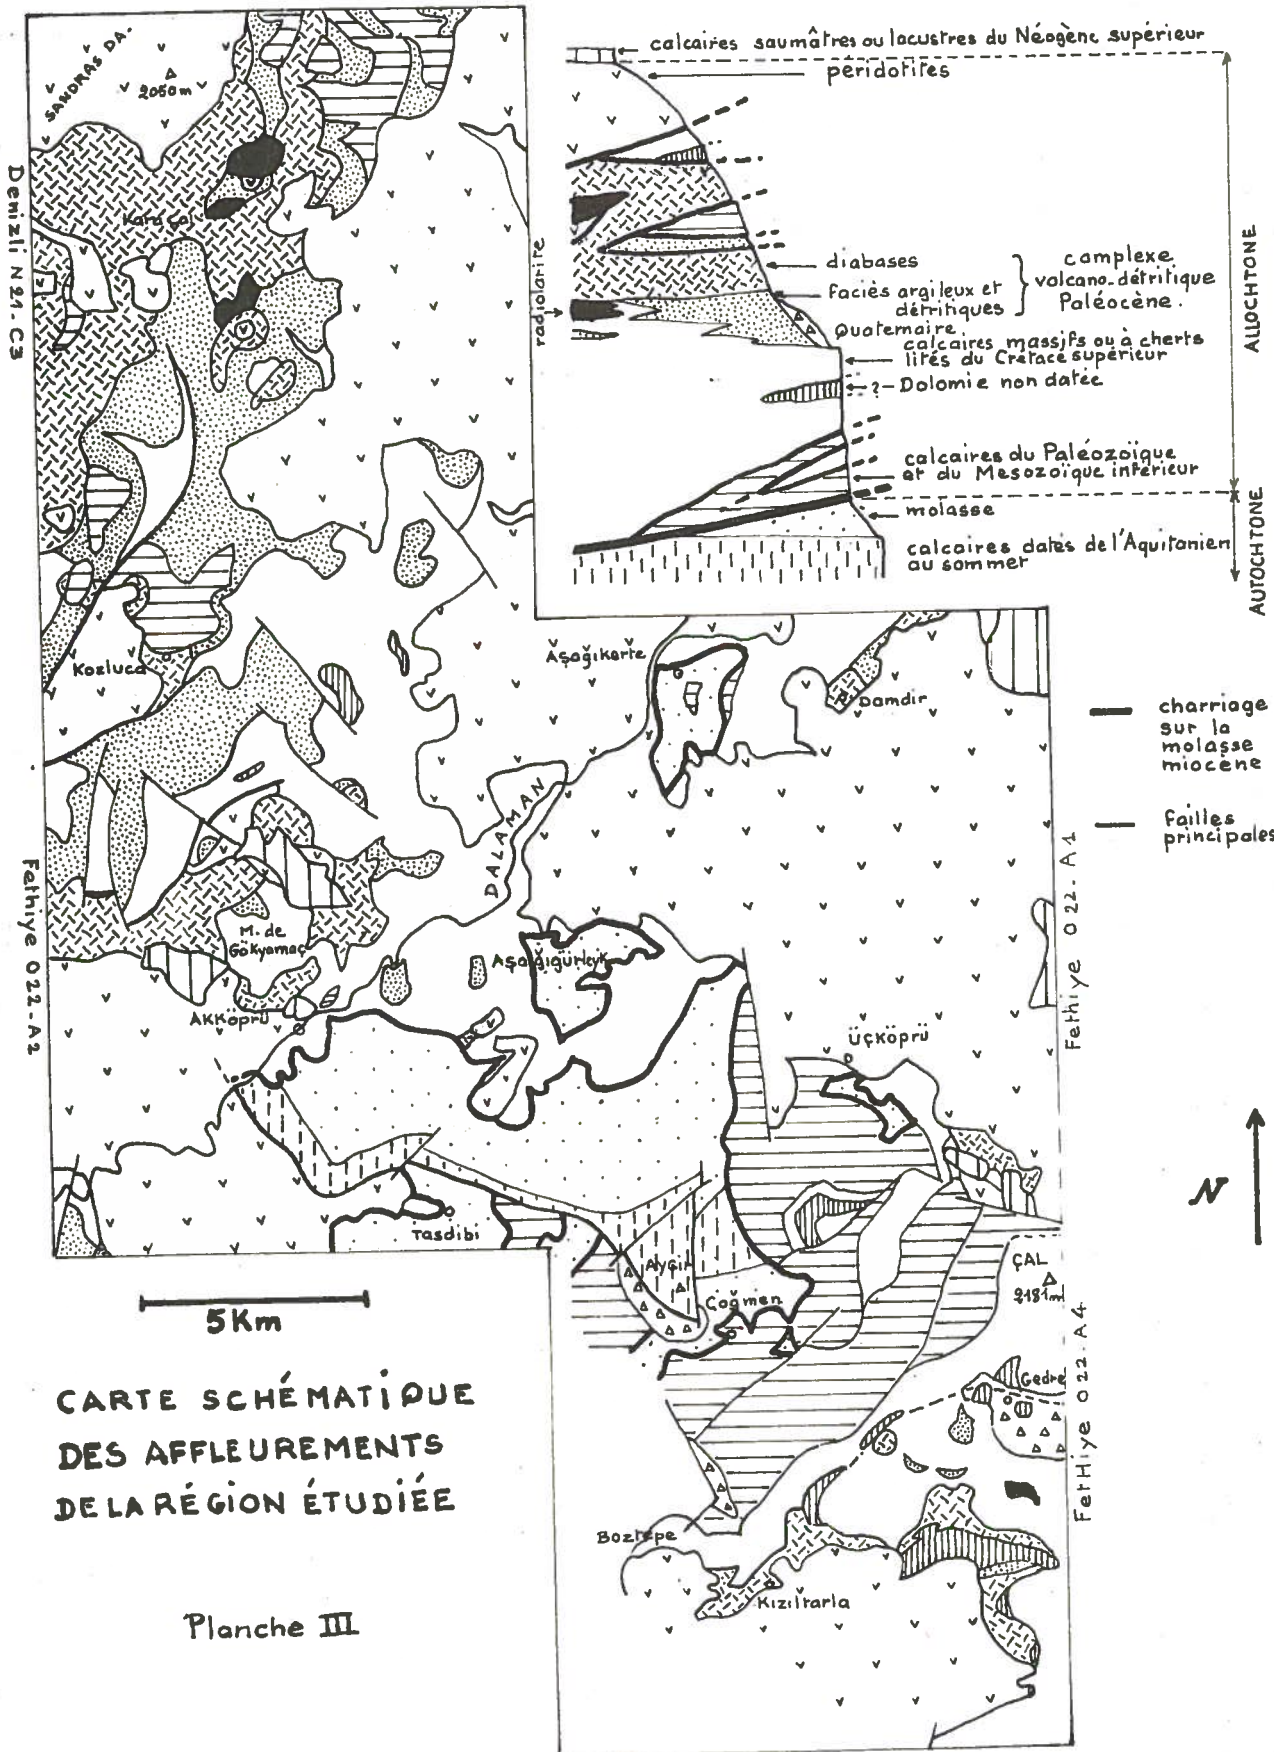 calcaires saumâtres ou lacustres du Néogène supérieur
péridotites
radiolarite
diabases
faciès argileux et
détritiques
complexe
volcano-détritique
Paléocène.
Quaternaire
calcaires massifs ou à cherts
lités du Crétacé supérieur
?-Dolomie non datée
calcaires du Paléozoïque
et du Mesozoïque inférieur
molasse
calcaires datés de l'Aquitanien
au sommet
ALLOCHTONE
AUTOCHTONE
charriage
sur la
molasse
miocène
failles
principales
Denizli N21-C3
Fethiye O22-A2
Fethiye O22-A1
Fethiye O22-A4
SANDRAS DA.
2050m
Kozluca
Aşağıkarte
Damdir
DALAMAN
M. de
Gökyamaç
Akköprü
Üçköprü
Tasdibi
Çoğmen
ÇAL
2181m
Gedre
Boztepe
Kızıltarla
N
5Km
CARTE SCHÉMATIQUE
DES AFFLEUREMENTS
DE LA RÉGION ÉTUDIÉE
Planche III